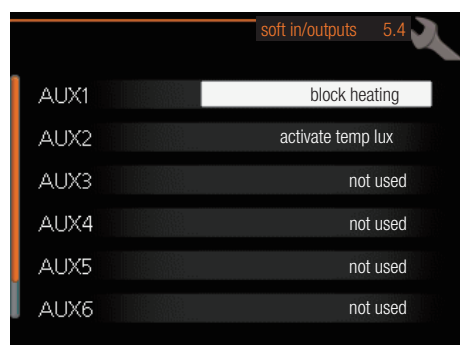 soft in/outputs 5.4
AUX1 block heating
AUX2 activate temp lux
AUX3 not used
AUX4 not used
AUX5 not used
AUX6 not used